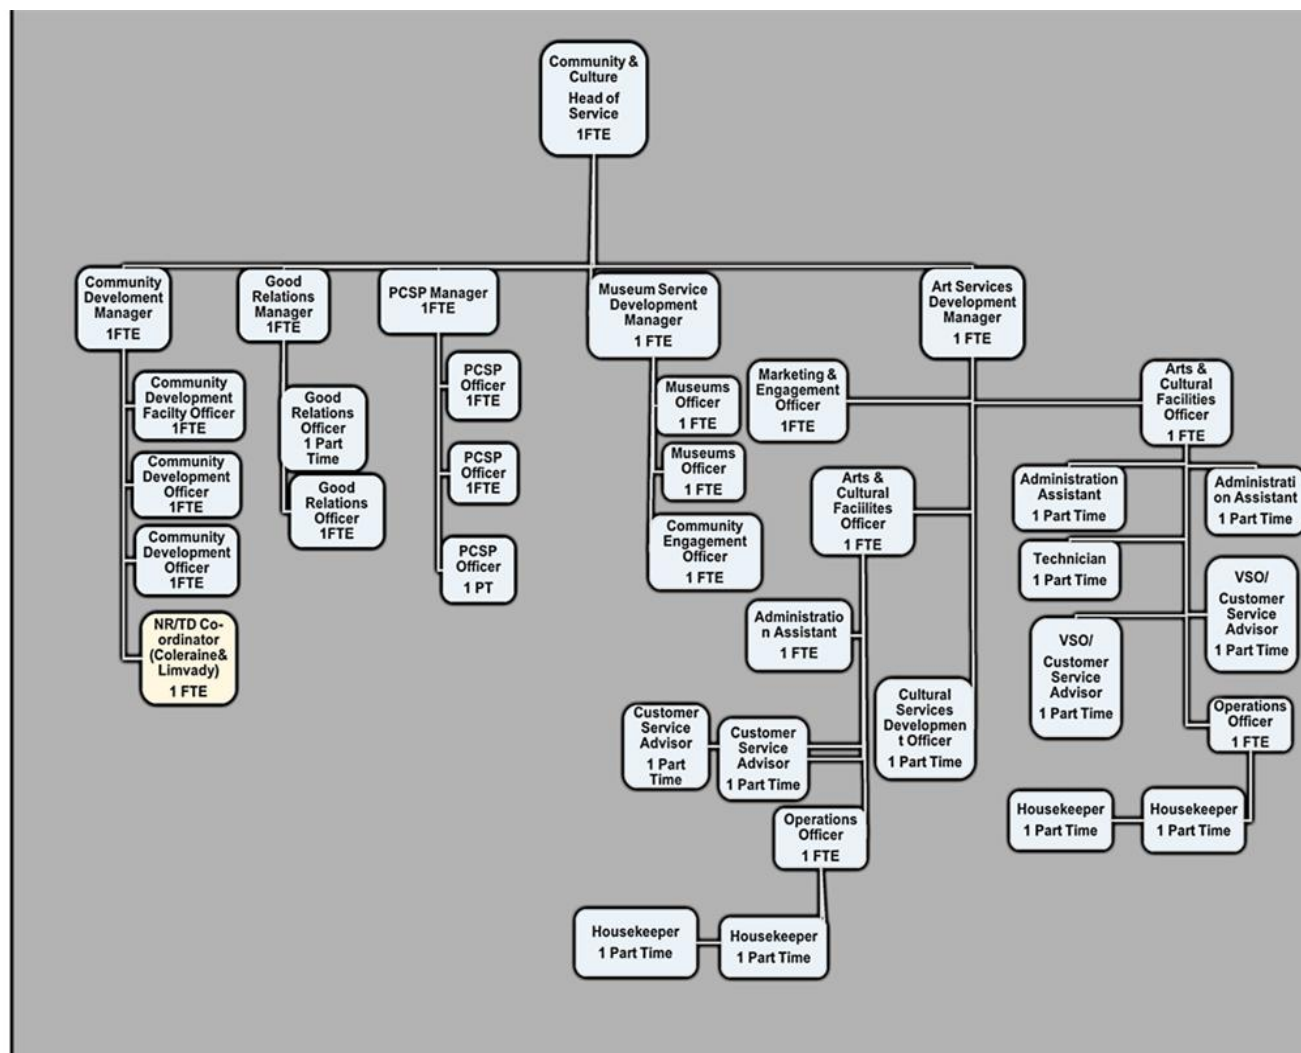 Community &
Culture
Head of
Service
1FTE
Community
Develoment
Manager
1FTE
Good
Relations
Manager
1FTE
PCSP Manager
1FTE
Museum Service
Development
Manager
1 FTE
Art Services
Development
Manager
1 FTE
Community
Development
Facilty Officer
1FTE
Community
Development
Officer
1FTE
Community
Development
Officer
1FTE
NR/TD Co-
ordinator
(Coleraine&
Limvady)
1 FTE
Good
Relations
Officer
1 Part
Time
Good
Relations
Officer
1FTE
PCSP
Officer
1FTE
PCSP
Officer
1FTE
PCSP
Officer
1 PT
Museums
Officer
1 FTE
Museums
Officer
1 FTE
Community
Engagement
Officer
1 FTE
Marketing &
Engagement
Officer
1FTE
Arts &
Cultural
Faciilites
Officer
1 FTE
Administratio
n Assistant
1 FTE
Customer
Service
Advisor
1 Part
Time
Customer
Service
Advisor
1 Part Time
Operations
Officer
1 FTE
Housekeeper
1 Part Time
Housekeeper
1 Part Time
Cultural
Services
Developmen
t Officer
1 Part Time
Arts &
Cultural
Facilities
Officer
1 FTE
Administration
Assistant
1 Part Time
Administrati
on Assistant
1 Part Time
Technician
1 Part Time
VSO/
Customer
Service
Advisor
1 Part Time
VSO/
Customer
Service
Advisor
1 Part Time
Operations
Officer
1 FTE
Housekeeper
1 Part Time
Housekeeper
1 Part Time